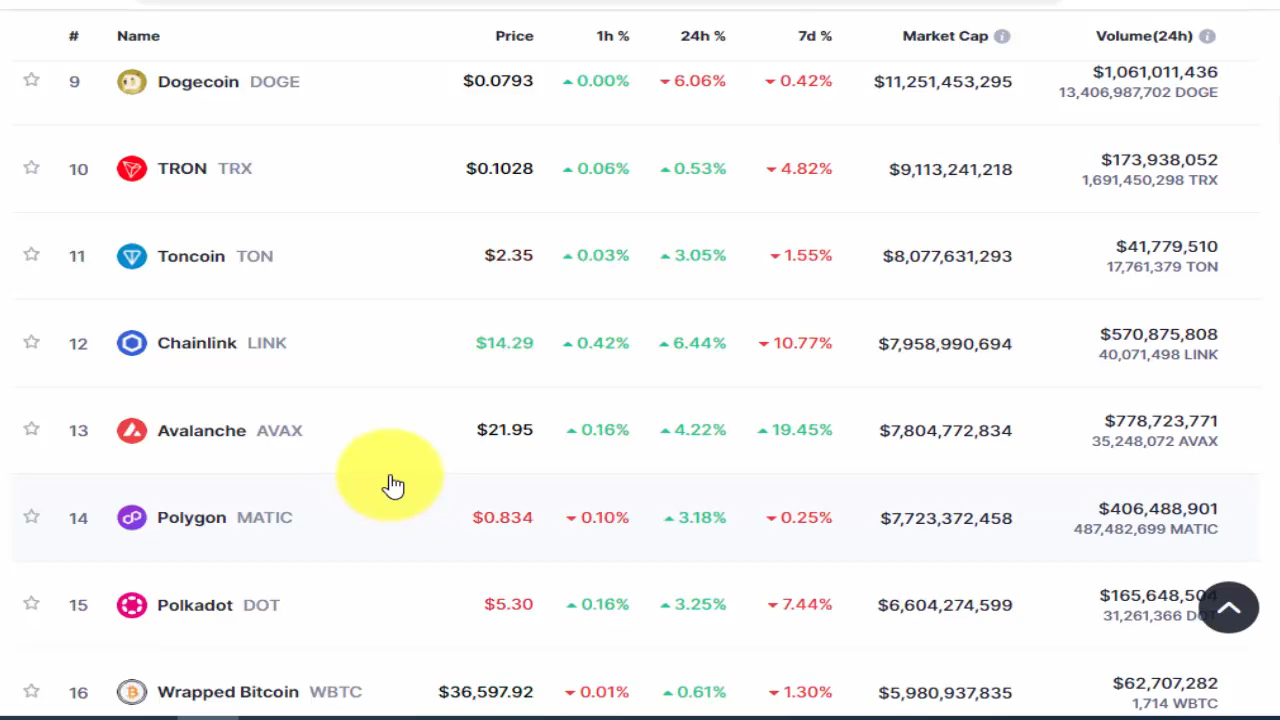 # Name Price 1h % 24h % 7d % Market Cap Volume(24h)
9 Dogecoin DOGE $0.0793 0.00% 6.06% 0.42% $11,251,453,295 $1,061,011,436
13,406,987,702 DOGE
10 TRON TRX $0.1028 0.06% 0.53% 4.82% $9,113,241,218 $173,938,052
1,691,450,298 TRX
11 Toncoin TON $2.35 0.03% 3.05% 1.55% $8,077,631,293 $41,779,510
17,761,379 TON
12 Chainlink LINK $14.29 0.42% 6.44% 10.77% $7,958,990,694 $570,875,808
40,071,498 LINK
13 Avalanche AVAX $21.95 0.16% 4.22% 19.45% $7,804,772,834 $778,723,771
35,248,072 AVAX
14 Polygon MATIC $0.834 0.10% 3.18% 0.25% $7,723,372,458 $406,488,901
487,482,699 MATIC
15 Polkadot DOT $5.30 0.16% 3.25% 7.44% $6,604,274,599 $165,648,504
31,261,366 DOT
16 Wrapped Bitcoin WBTC $36,597.92 0.01% 0.61% 1.30% $5,980,937,835 $62,707,282
1,714 WBTC